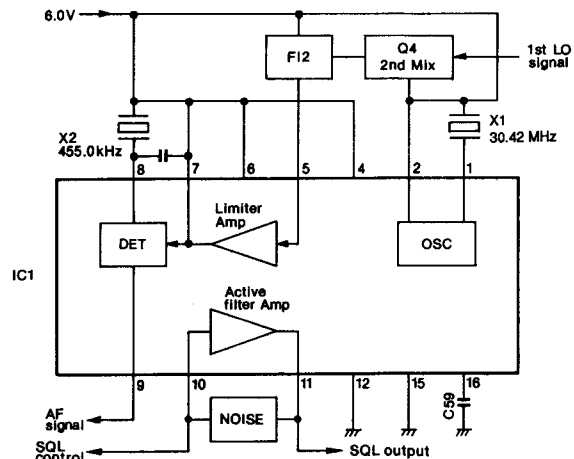 6.0V
FI2
Q4
2nd Mix
1st LO
signal
X2
455.0kHz
X1
30.42 MHz
8
7
6
5
4
2
1
Limiter
Amp
DET
OSC
IC1
Active
filter Amp
9
10
11
12
15
16
C59
AF
signal
SQL
control
NOISE
SQL output